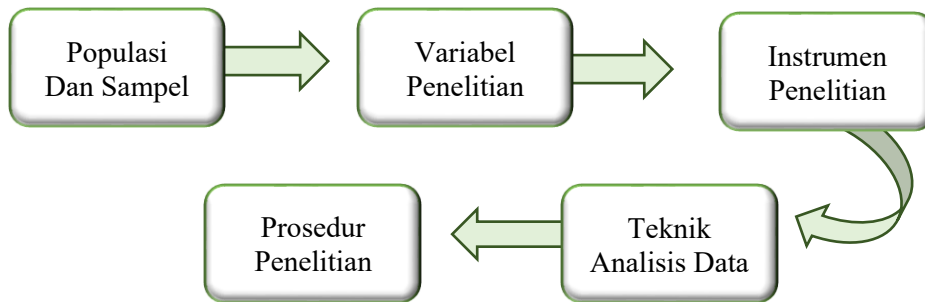 Populasi
Dan Sampel
Variabel
Penelitian
Instrumen
Penelitian
Teknik
Analisis Data
Prosedur
Penelitian